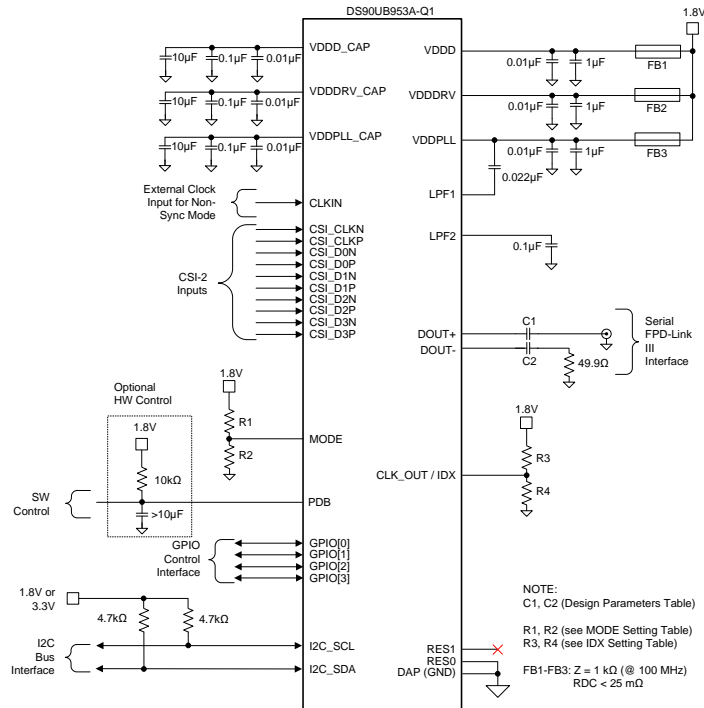 DS90UB953A-Q1
1.8V
VDDD_CAP
10µF
0.1µF
0.01µF
VDDD
0.01µF
1µF
FB1
VDDDRV_CAP
10µF
0.1µF
0.01µF
VDDDRV
0.01µF
1µF
FB2
VDDPLL_CAP
10µF
0.1µF
0.01µF
VDDPLL
0.01µF
1µF
FB3
0.022µF
LPF1
External Clock
Input for Non-
Sync Mode
CLKIN
LPF2
0.1µF
CSI-2
Inputs
CSI_CLKN
CSI_CLKP
CSI_D0N
CSI_D0P
CSI_D1N
CSI_D1P
CSI_D2N
CSI_D2P
CSI_D3N
CSI_D3P
DOUT+
DOUT-
C1
C2
49.9Ω
Serial
FPD-Link
III
Interface
Optional
HW Control
1.8V
10kΩ
>10µF
SW
Control
PDB
1.8V
R1
R2
MODE
1.8V
R3
R4
CLK_OUT / IDX
GPIO
Control
Interface
GPIO[0]
GPIO[1]
GPIO[2]
GPIO[3]
1.8V or
3.3V
4.7kΩ
4.7kΩ
I2C
Bus
Interface
I2C_SCL
I2C_SDA
RES1
RES0
DAP (GND)
NOTE:
C1, C2 (Design Parameters Table)
R1, R2 (see MODE Setting Table)
R3, R4 (see IDX Setting Table)
FB1-FB3: Z = 1 kΩ (@ 100 MHz)
RDC < 25 mΩ